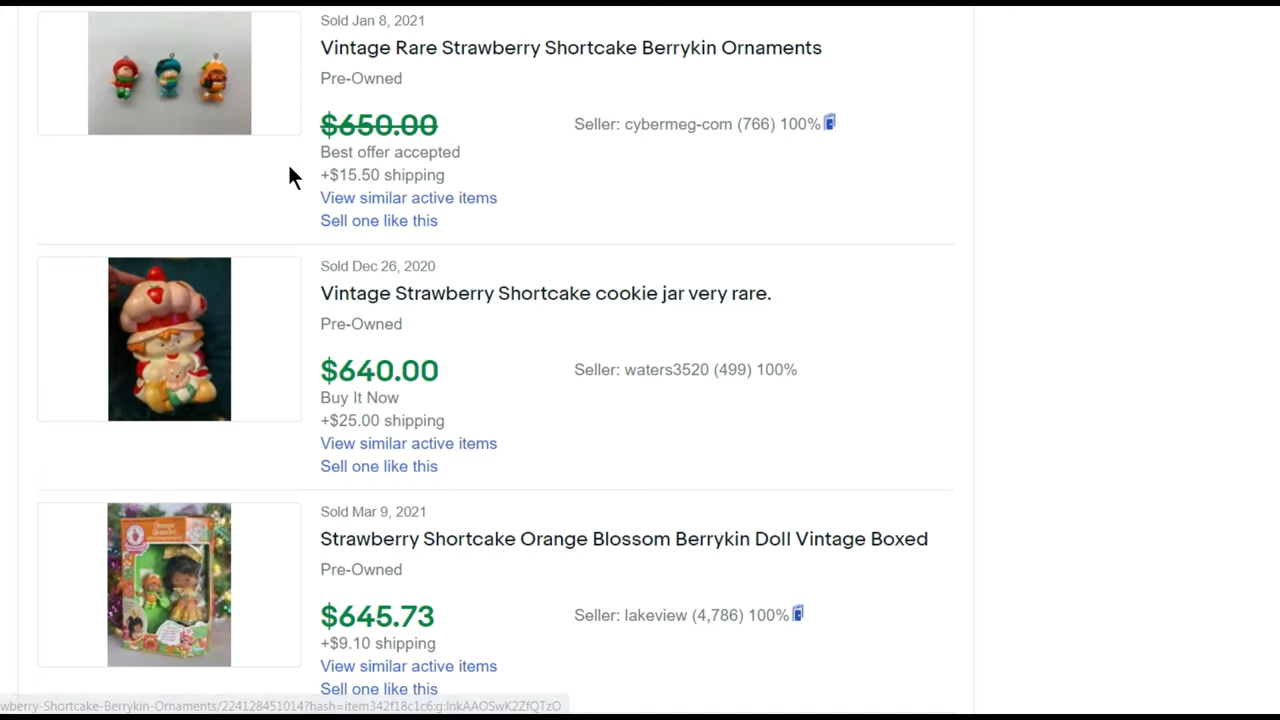 Sold Jan 8, 2021
Vintage Rare Strawberry Shortcake Berrykin Ornaments
Pre-Owned
$650.00
Seller: cybermeg-com (766) 100%
Best offer accepted
+$15.50 shipping
View similar active items
Sell one like this
Sold Dec 26, 2020
Vintage Strawberry Shortcake cookie jar very rare.
Pre-Owned
$640.00
Seller: waters3520 (499) 100%
Buy It Now
+$25.00 shipping
View similar active items
Sell one like this
Sold Mar 9, 2021
Strawberry Shortcake Orange Blossom Berrykin Doll Vintage Boxed
Pre-Owned
$645.73
Seller: lakeview (4,786) 100%
+$9.10 shipping
View similar active items
Sell one like this
Orange Blossom
wberry-Shortcake-Berrykin-Ornaments/224128451014?hash=item342f18c1c6:g:lnkAAOSwK2ZfQTzO